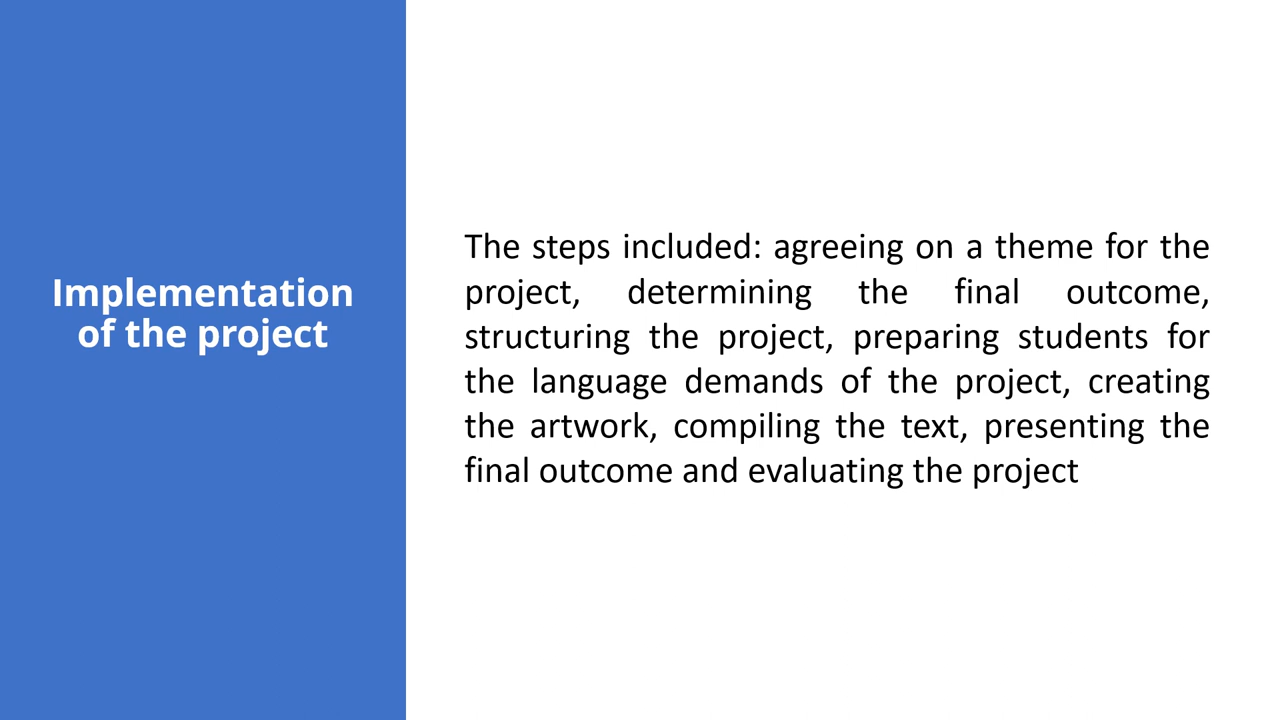 Implementation
of the project
The steps included: agreeing on a theme for the
project, determining the final outcome,
structuring the project, preparing students for
the language demands of the project, creating
the artwork, compiling the text, presenting the
final outcome and evaluating the project